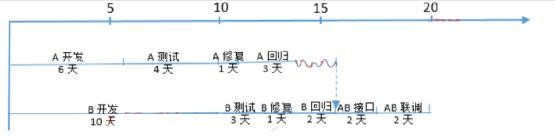 5 10 15 20
A 开发 A 测试 A 修复 A 回归
6 天 4 天 1 天 3 天
B 开发 B 测试 B 修复 B 回归 AB 接口 AB 联调
10 天 3 天 1 天 2 天 2 天 2 天